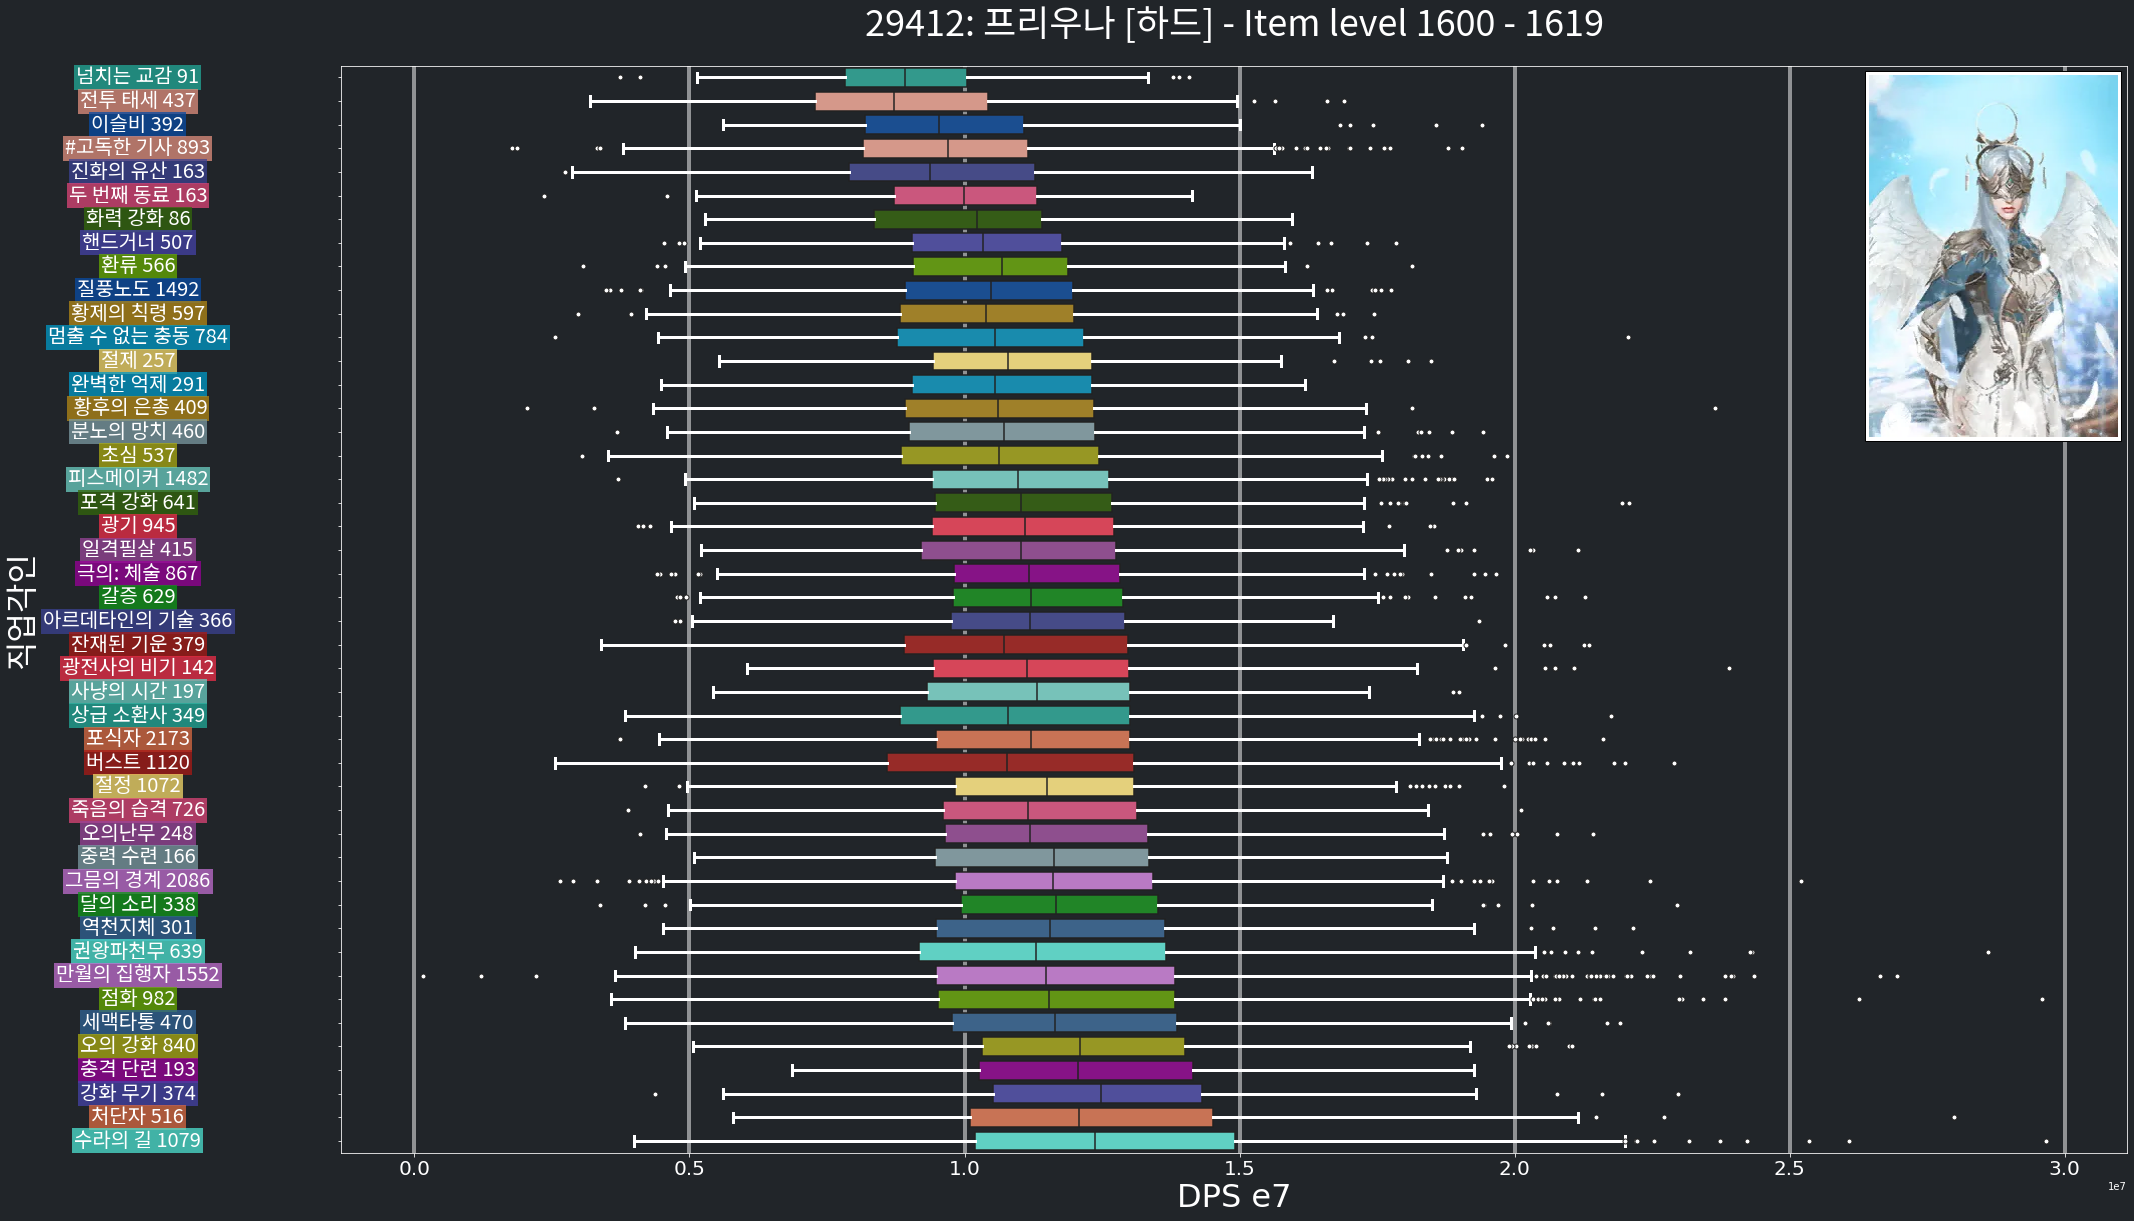 29412: 프리우나 [하드] - Item level 1600 - 1619
넘치는 교감 91
전투 태세 437
이슬비 392
#고독한 기사 893
진화의 유산 163
두 번째 동료 163
화력 강화 86
핸드거너 507
환류 566
질풍노도 1492
황제의 칙령 597
멈출 수 없는 충동 784
절제 257
완벽한 억제 291
황후의 은총 409
분노의 망치 460
초심 537
피스메이커 1482
포격 강화 641
광기 945
일격필살 415
극의: 체술 867
갈증 629
아르데타인의 기술 366
잔재된 기운 379
광전사의 비기 142
사냥의 시간 197
상급 소환사 349
포식자 2173
버스트 1120
절정 1072
죽음의 습격 726
오의난무 248
중력 수련 166
그믐의 경계 2086
달의 소리 338
역천지체 301
권왕파천무 639
만월의 집행자 1552
점화 982
세맥타통 470
오의 강화 840
충격 단련 193
강화 무기 374
처단자 516
수라의 길 1079
직업각인
0.0 0.5 1.0 1.5 2.0 2.5 3.0
1e7
DPS e7